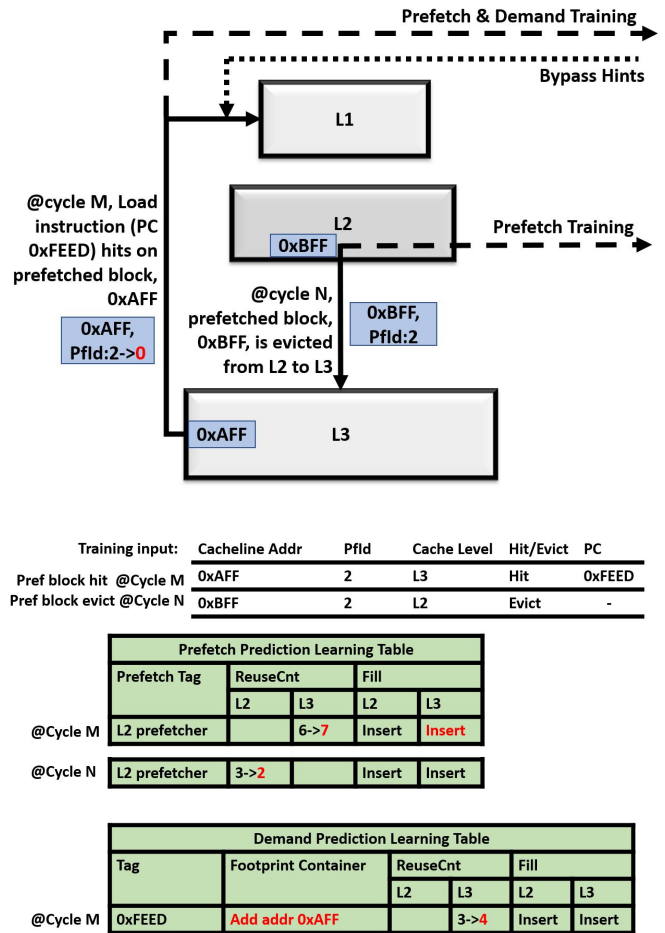 Prefetch & Demand Training
Bypass Hints
L1
@cycle M, Load
instruction (PC
0xFEED) hits on
prefetched block,
0xAFF
0xAFF,
PfId:2->0
L2
0xBFF
Prefetch Training
@cycle N,
prefetched block,
0xBFF, is evicted
from L2 to L3
0xBFF,
PfId:2
0xAFF
L3
Training input: Cacheline Addr PfId Cache Level Hit/Evict PC
Pref block hit @Cycle M 0xAFF 2 L3 Hit 0xFEED
Pref block evict @Cycle N 0xBFF 2 L2 Evict -
Prefetch Prediction Learning Table
Prefetch Tag ReuseCnt Fill
L2 L3 L2 L3
@Cycle M L2 prefetcher 6->7 Insert Insert
@Cycle N L2 prefetcher 3->2 Insert Insert
Demand Prediction Learning Table
Tag Footprint Container ReuseCnt Fill
L2 L3 L2 L3
@Cycle M 0xFEED Add addr 0xAFF 3->4 Insert Insert